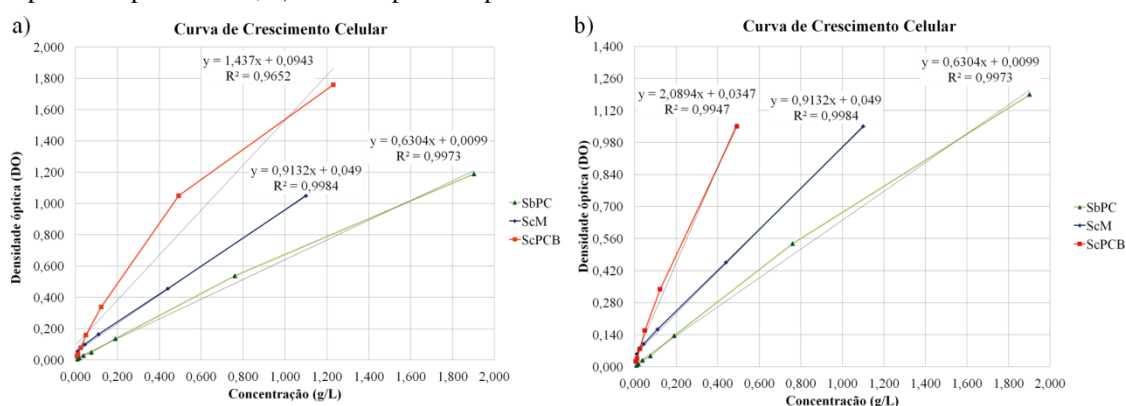 a)
Curva de Crescimento Celular
2,000
1,800
1,600
1,400
1,200
1,000
0,800
0,600
0,400
0,200
0,000
Densidade óptica (DO)
y = 1,437x + 0,0943
R² = 0,9652
y = 0,6304x + 0,0099
R² = 0,9973
y = 0,9132x + 0,049
R² = 0,9984
SbPC
ScM
ScPCB
0,000 0,200 0,400 0,600 0,800 1,000 1,200 1,400 1,600 1,800 2,000
Concentração (g/L)
b)
Curva de Crescimento Celular
1,400
1,260
1,120
0,980
0,840
0,700
0,560
0,420
0,280
0,140
0,000
Densidade óptica (DO)
y = 0,6304x + 0,0099
R² = 0,9973
y = 2,0894x + 0,0347
R² = 0,9947
y = 0,9132x + 0,049
R² = 0,9984
SbPC
ScM
ScPCB
0,000 0,200 0,400 0,600 0,800 1,000 1,200 1,400 1,600 1,800 2,000
Concentração (g/L)